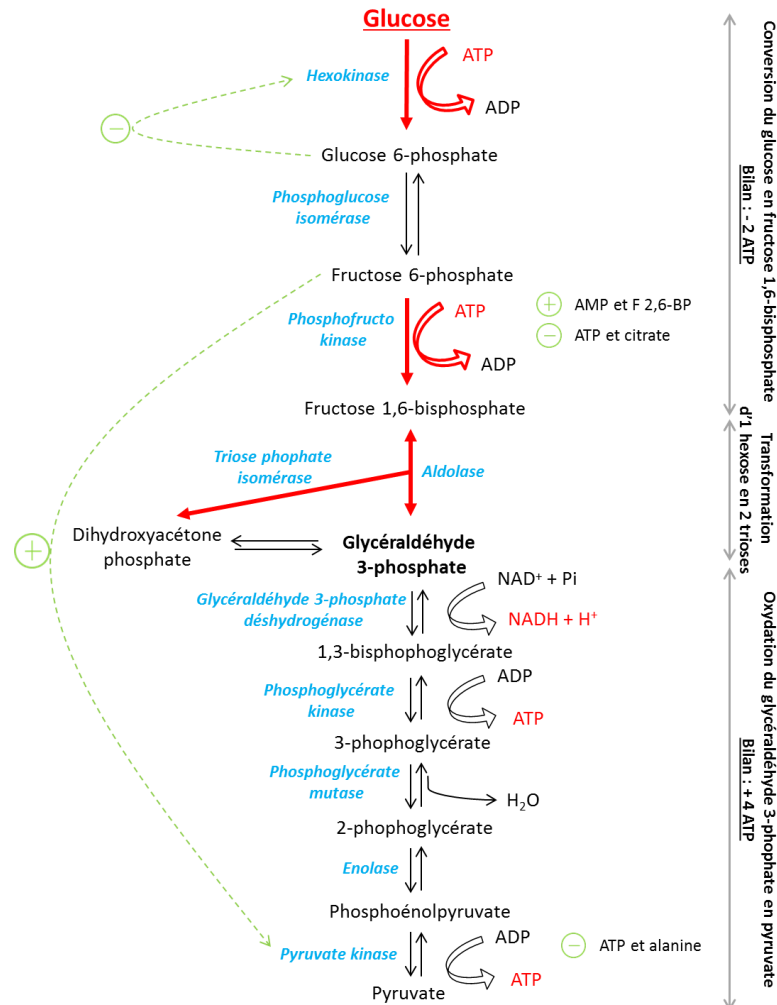 Glucose
ATP
Hexokinase
ADP
−
Glucose 6-phosphate
Phosphoglucose
isomérase
Fructose 6-phosphate
+ AMP et F 2,6-BP
ATP
Phosphofructo
kinase
− ATP et citrate
ADP
Fructose 1,6-bisphosphate
Triose phophate
isomérase
Aldolase
Dihydroxyacétone
phosphate
Glycéraldéhyde
3-phosphate
+
NAD⁺ + Pi
Glycéraldéhyde 3-phosphate
déshydrogénase
NADH + H⁺
1,3-bisphophoglycérate
ADP
Phosphoglycérate
kinase
ATP
3-phophoglycérate
Phosphoglycérate
mutase
H₂O
2-phophoglycérate
Enolase
Phosphoénolpyruvate
ADP
Pyruvate kinase
− ATP et alanine
ATP
Pyruvate
Conversion du glucose en fructose 1,6-bisphosphate
Bilan : - 2 ATP
Transformation
d'1 hexose en 2 trioses
Oxydation du glycéraldéhyde 3-phophate en pyruvate
Bilan : + 4 ATP